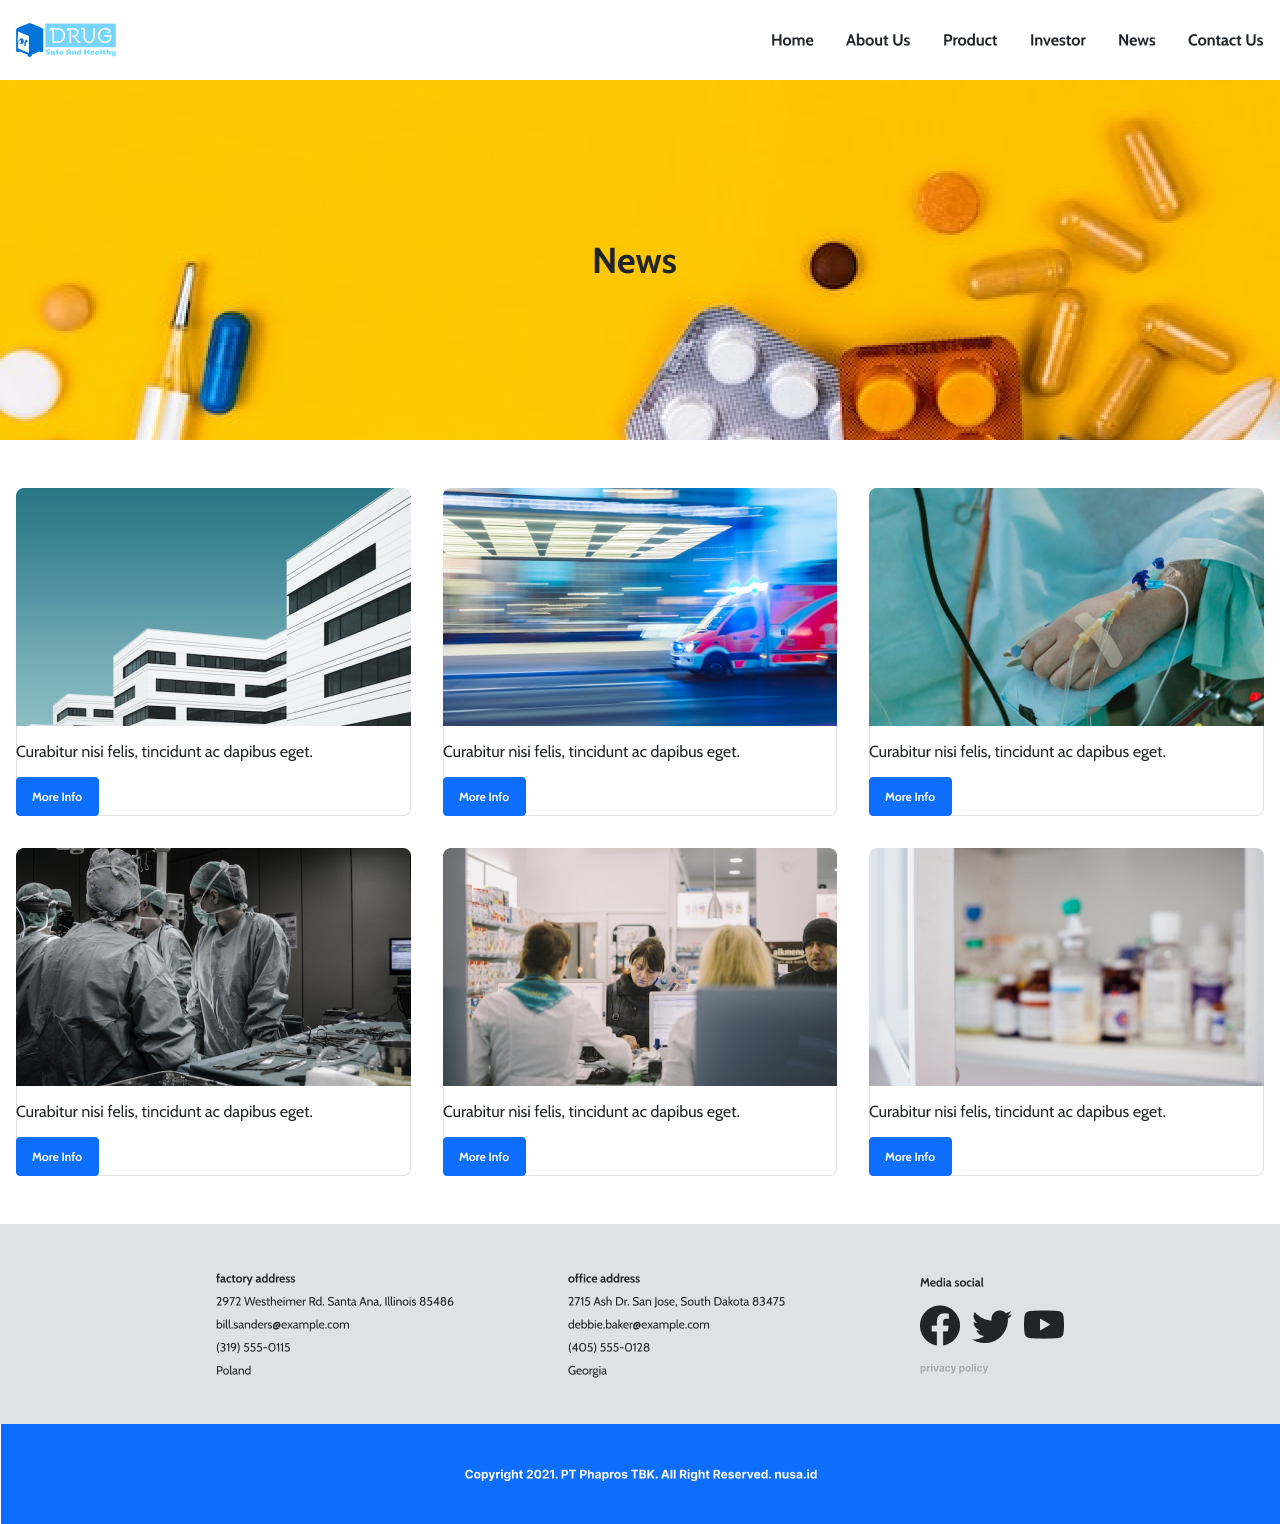 DRUG
Safe And Healthy
Home About Us Product Investor News Contact Us
News
Curabitur nisi felis, tincidunt ac dapibus eget.
More Info
Curabitur nisi felis, tincidunt ac dapibus eget.
More Info
Curabitur nisi felis, tincidunt ac dapibus eget.
More Info
Curabitur nisi felis, tincidunt ac dapibus eget.
More Info
alkmene
Curabitur nisi felis, tincidunt ac dapibus eget.
More Info
Curabitur nisi felis, tincidunt ac dapibus eget.
More Info
factory address
2972 Westheimer Rd. Santa Ana, Illinois 85486
bill.sanders@example.com
(319) 555-0115
Poland
office address
2715 Ash Dr. San Jose, South Dakota 83475
debbie.baker@example.com
(405) 555-0128
Georgia
Media social
privacy policy
Copyright 2021. PT Phapros TBK. All Right Reserved. nusa.id